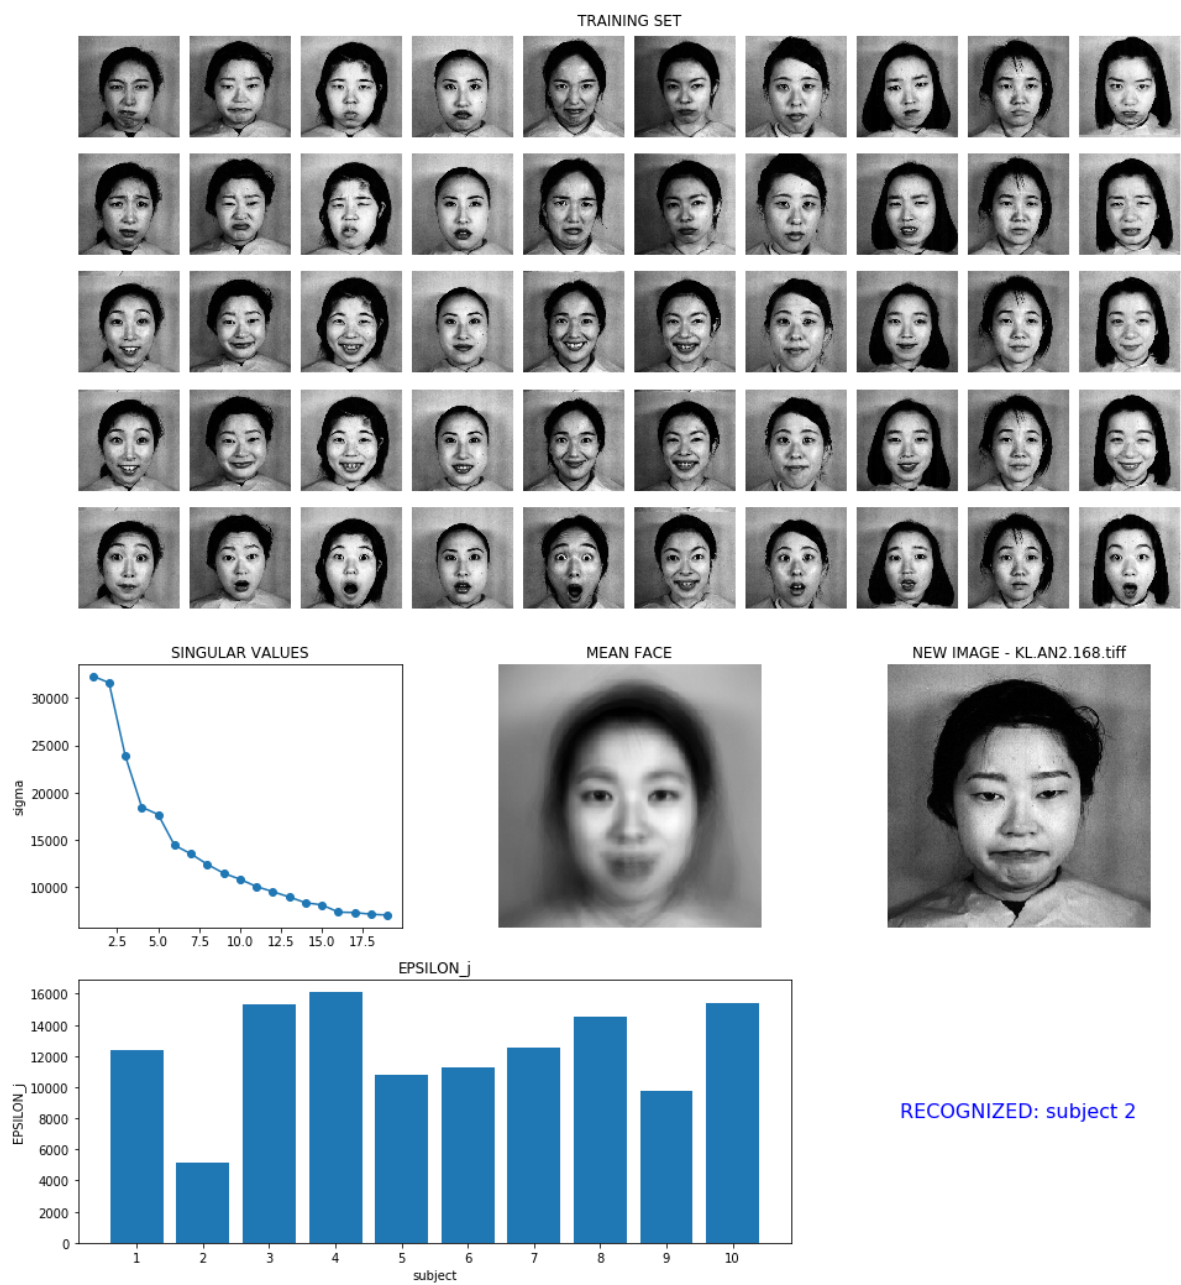 TRAINING SET
SINGULAR VALUES
MEAN FACE
NEW IMAGE - KL.AN2.168.tiff
sigma
30000
25000
20000
15000
10000
2.5 5.0 7.5 10.0 12.5 15.0 17.5
EPSILON_j
EPSILON_j
16000
14000
12000
10000
8000
6000
4000
2000
0
1 2 3 4 5 6 7 8 9 10
subject
RECOGNIZED: subject 2